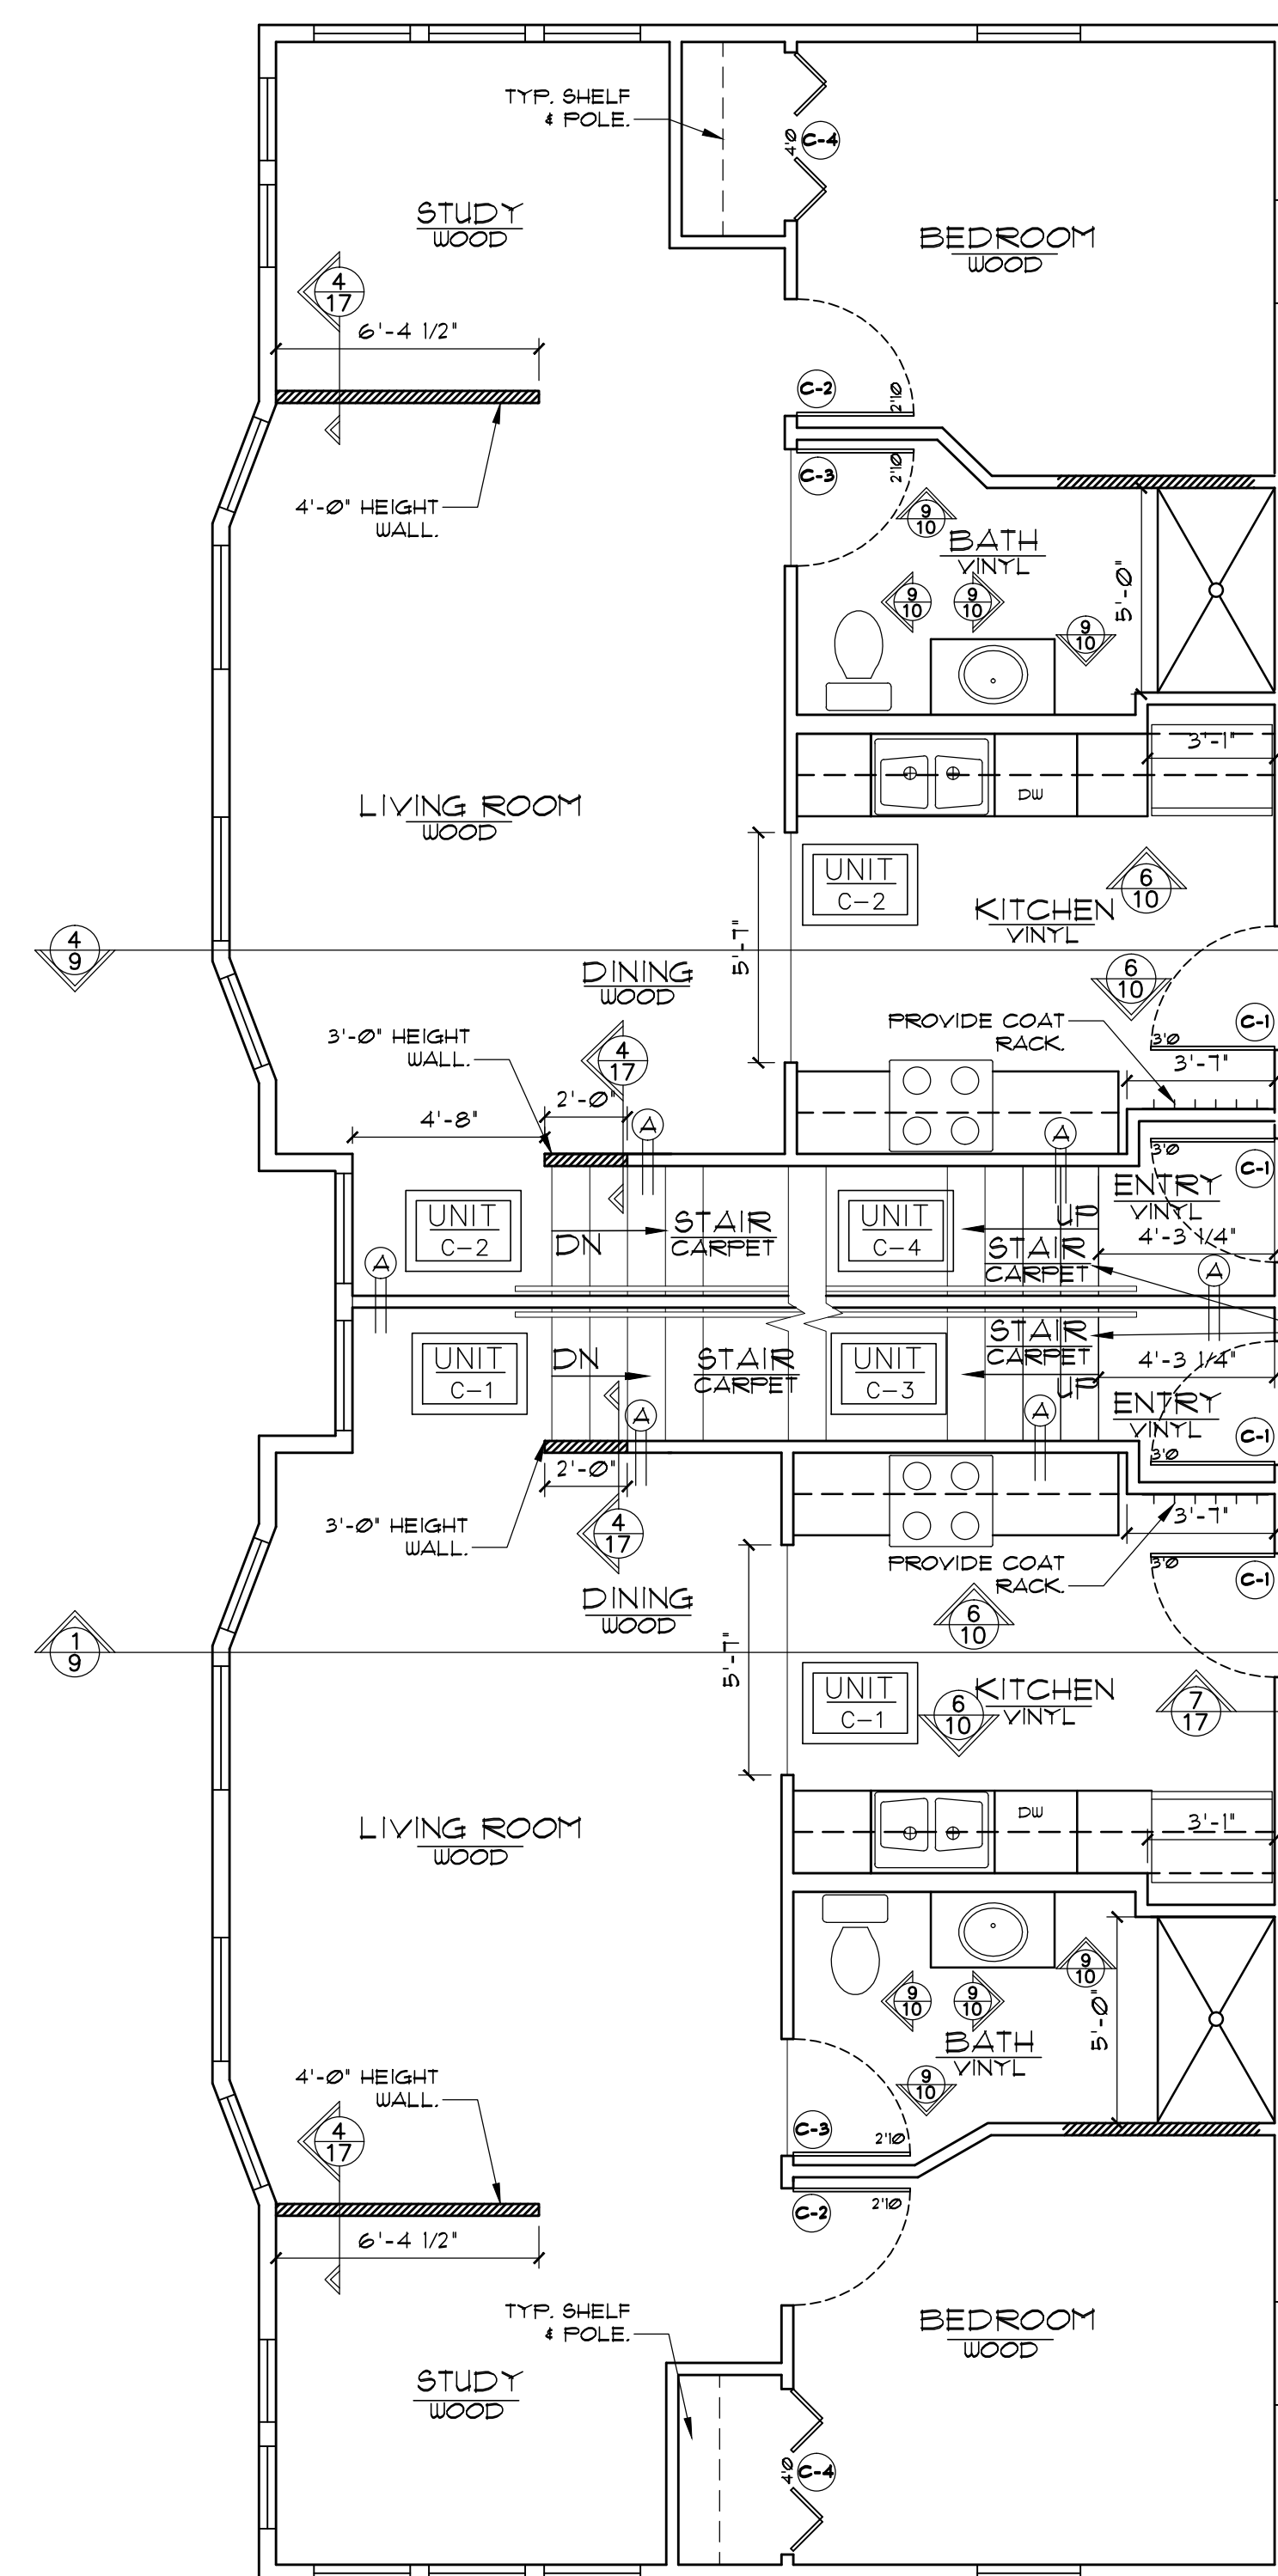 TYP. SHELF
& POLE.
4'0
C-4
STUDY
WOOD
BEDROOM
WOOD
4
17
6'-4 1/2"
C-2
2'10
C-3
2'10
4'-0" HEIGHT
WALL.
9
10
BATH
VINYL
5'-0"
9
10
9
10
9
10
3'-1"
DW
LIVING ROOM
WOOD
UNIT
C-2
6
10
KITCHEN
VINYL
5'-7"
4
9
DINING
WOOD
6
10
PROVIDE COAT
RACK.
C-1
3'0
3'-0" HEIGHT
WALL.
4
17
3'-7"
2'-0"
4'-8"
A
A
3'0
C-1
ENTRY
VINYL
UNIT
C-2
DN
STAIR
CARPET
UNIT
C-4
UP
STAIR
CARPET
4'-3 1/4"
A
A
UNIT
C-1
DN
STAIR
CARPET
UNIT
C-3
STAIR
CARPET
UP
4'-3 1/4"
ENTRY
VINYL
A
A
C-1
3'0
2'-0"
3'-0" HEIGHT
WALL.
4
17
3'-7"
PROVIDE COAT
RACK.
3'0
C-1
DINING
WOOD
6
10
1
9
5'-7"
UNIT
C-1
6
10
KITCHEN
VINYL
7
17
LIVING ROOM
WOOD
DW
3'-1"
9
10
9
10
9
10
5'-0"
BATH
VINYL
9
10
4'-0" HEIGHT
WALL.
4
17
C-3
2'10
C-2
2'10
6'-4 1/2"
TYP. SHELF
& POLE.
BEDROOM
WOOD
STUDY
WOOD
4'0
C-4